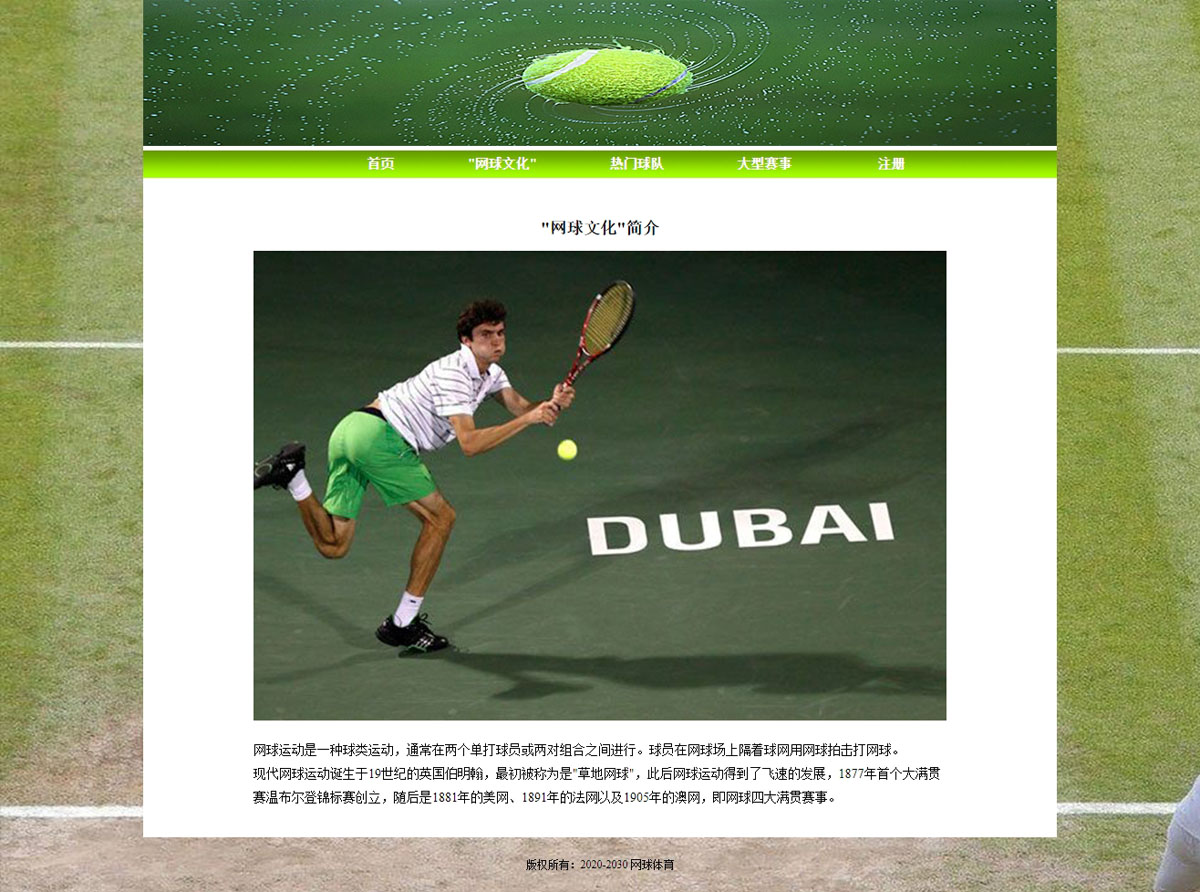 首页 "网球文化" 热门球队 大型赛事 注册
"网球文化"简介
DUBAI
网球运动是一种球类运动，通常在两个单打球员或两对组合之间进行。球员在网球场上隔着球网用网球拍击打网球。
现代网球运动诞生于19世纪的英国伯明翰，最初被称为是"草地网球"，此后网球运动得到了飞速的发展，1877年首个大满贯
赛温布尔登锦标赛创立，随后是1881年的美网、1891年的法网以及1905年的澳网，即网球四大满贯赛事。
版权所有：2020-2030 网球体育